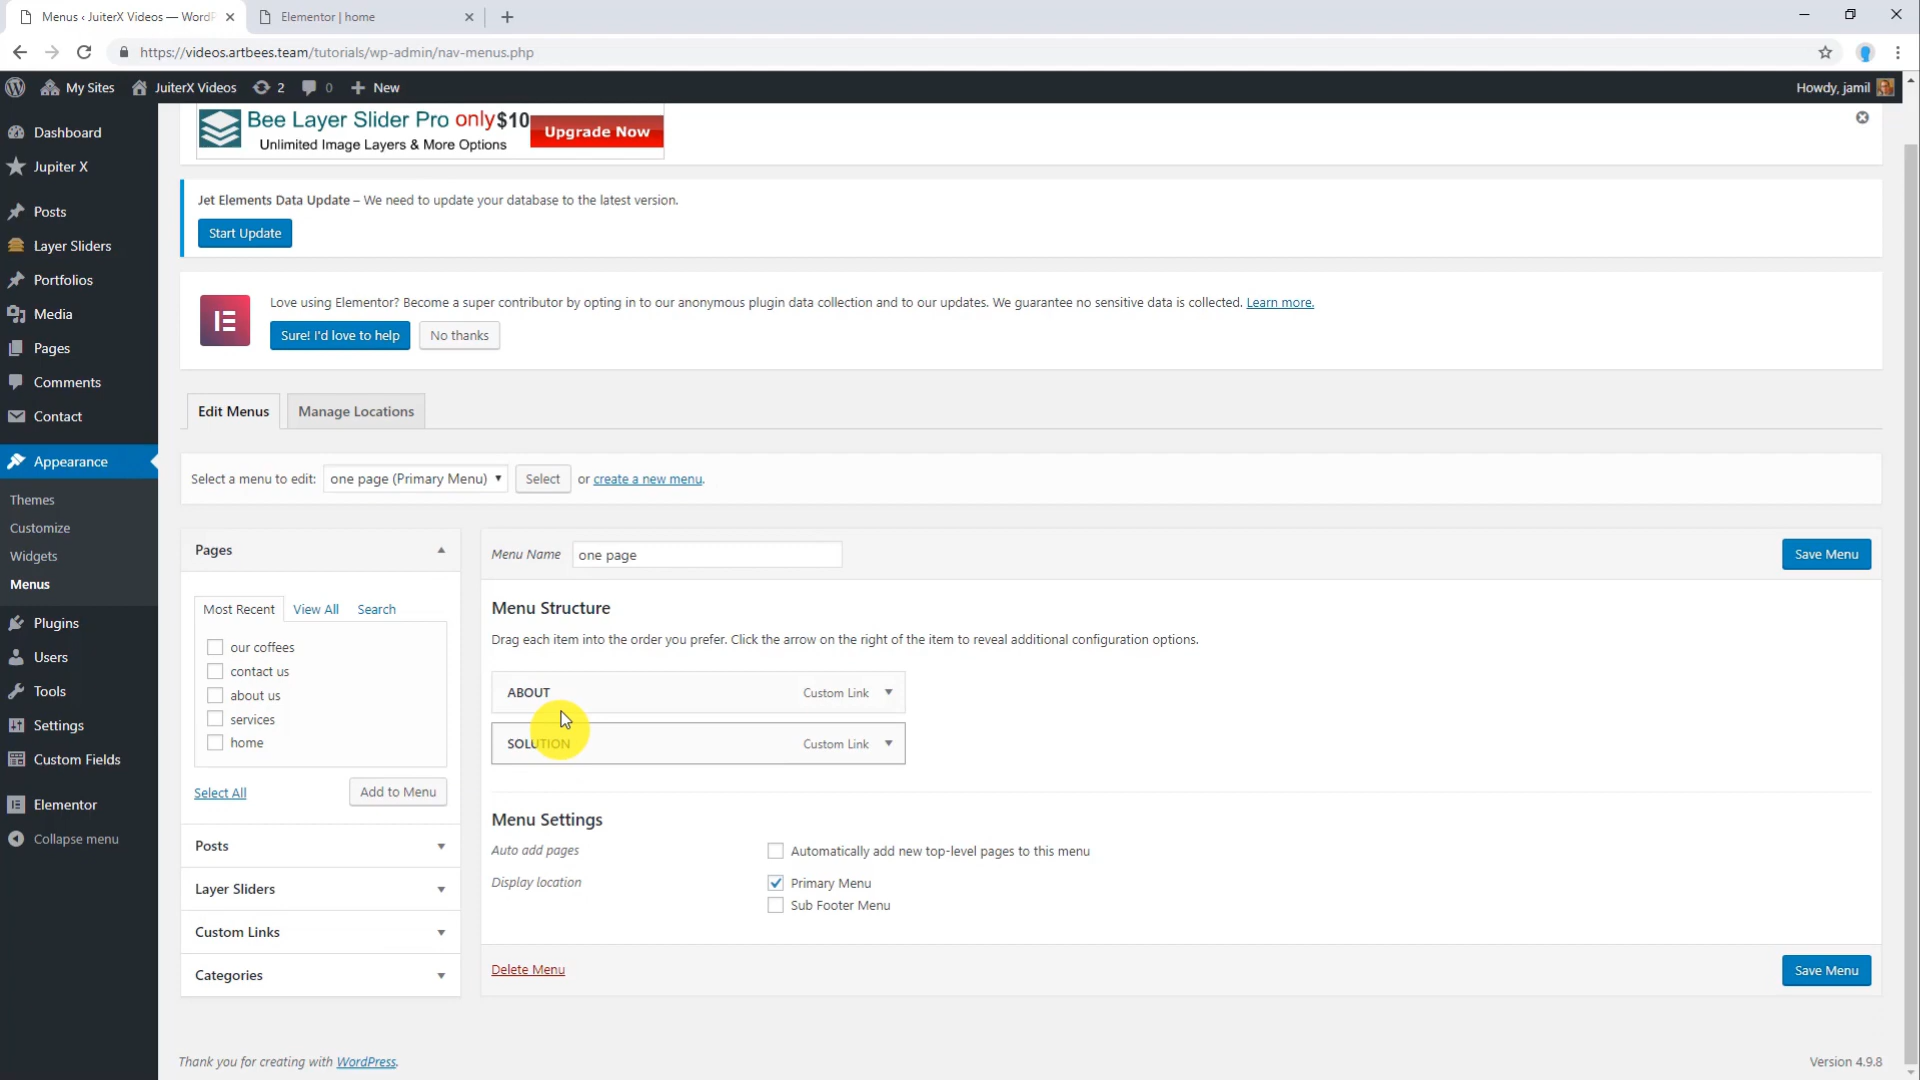 Menus ‹ JuiterX Videos — WordP
Elementor | home
https://videos.artbees.team/tutorials/wp-admin/nav-menus.php
My Sites
JuiterX Videos
2
0
New
Howdy, jamil
Dashboard
Jupiter X
Posts
Layer Sliders
Portfolios
Media
Pages
Comments
Contact
Appearance
Themes
Customize
Widgets
Menus
Plugins
Users
Tools
Settings
Custom Fields
Elementor
Collapse menu
Bee Layer Slider Pro only $10
Unlimited Image Layers & More Options
Upgrade Now
Jet Elements Data Update – We need to update your database to the latest version.
Start Update
Love using Elementor? Become a super contributor by opting in to our anonymous plugin data collection and to our updates. We guarantee no sensitive data is collected. Learn more.
Sure! I'd love to help
No thanks
Edit Menus
Manage Locations
Select a menu to edit: one page (Primary Menu) Select or create a new menu.
Pages
Most Recent View All Search
our coffees
contact us
about us
services
home
Select All
Add to Menu
Posts
Layer Sliders
Custom Links
Categories
Menu Name one page
Save Menu
Menu Structure
Drag each item into the order you prefer. Click the arrow on the right of the item to reveal additional configuration options.
ABOUT Custom Link
SOLUTION Custom Link
Menu Settings
Auto add pages Automatically add new top-level pages to this menu
Display location Primary Menu
Sub Footer Menu
Delete Menu
Save Menu
Thank you for creating with WordPress.
Version 4.9.8